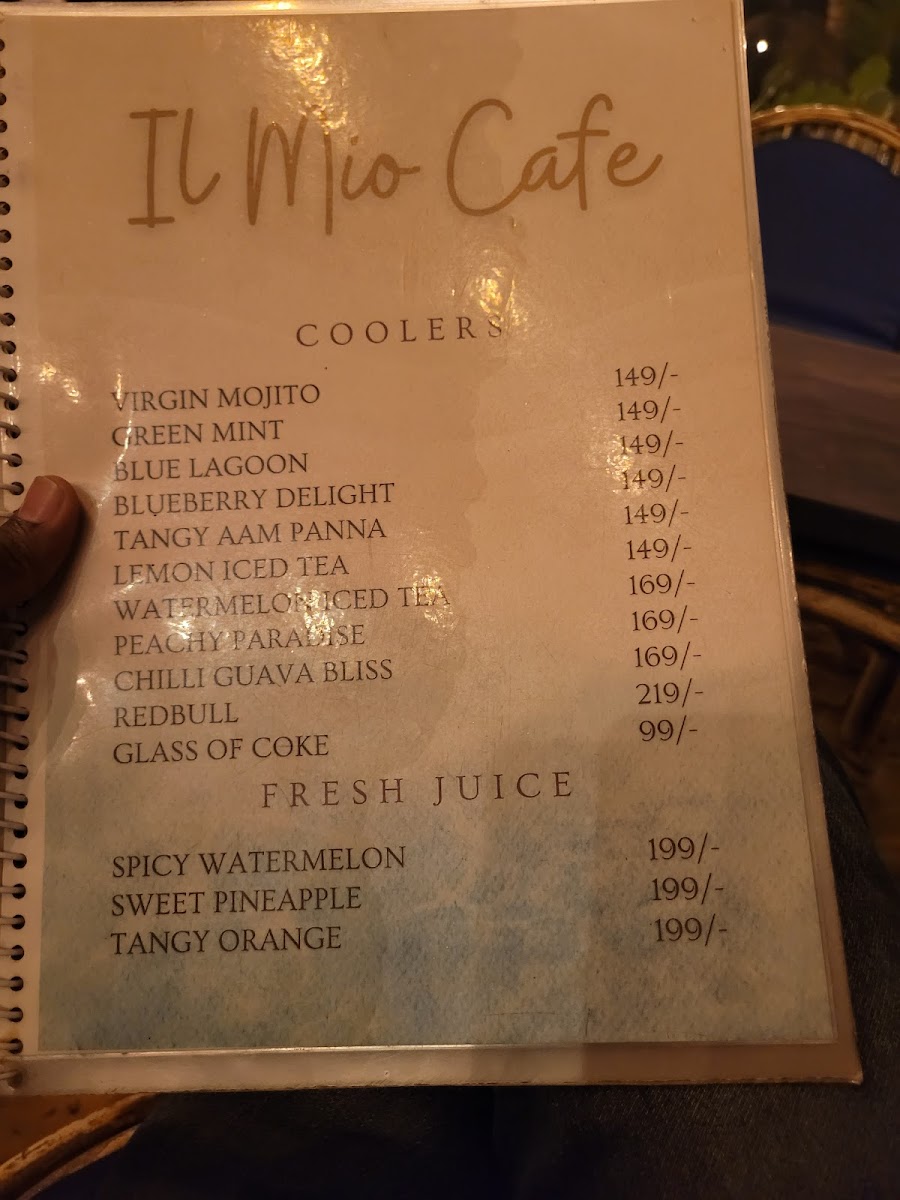 Il Mio Cafe
COOLERS
VIRGIN MOJITO 149/-
GREEN MINT 149/-
BLUE LAGOON 149/-
BLUEBERRY DELIGHT 149/-
TANGY AAM PANNA 149/-
LEMON ICED TEA 149/-
WATERMELON ICED TEA 169/-
PEACHY PARADISE 169/-
CHILLI GUAVA BLISS 169/-
REDBULL 219/-
GLASS OF COKE 99/-
FRESH JUICE
SPICY WATERMELON 199/-
SWEET PINEAPPLE 199/-
TANGY ORANGE 199/-